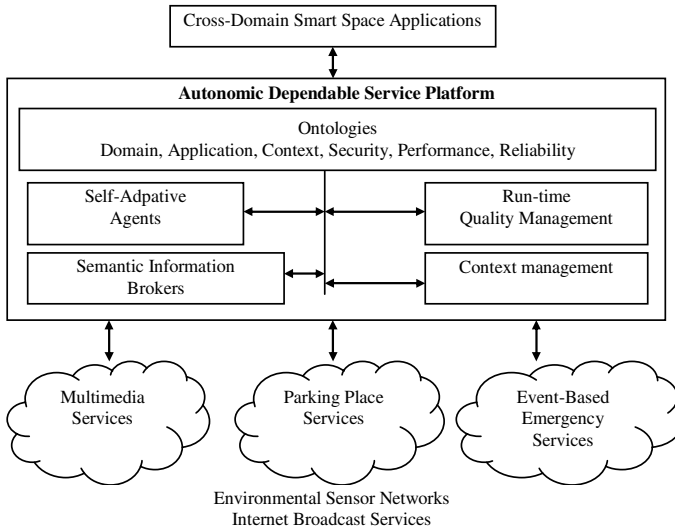 Cross-Domain Smart Space Applications
Autonomic Dependable Service Platform
Ontologies
Domain, Application, Context, Security, Performance, Reliability
Self-Adpative
Agents
Run-time
Quality Management
Semantic Information
Brokers
Context management
Multimedia
Services
Parking Place
Services
Event-Based
Emergency
Services
Environmental Sensor Networks
Internet Broadcast Services